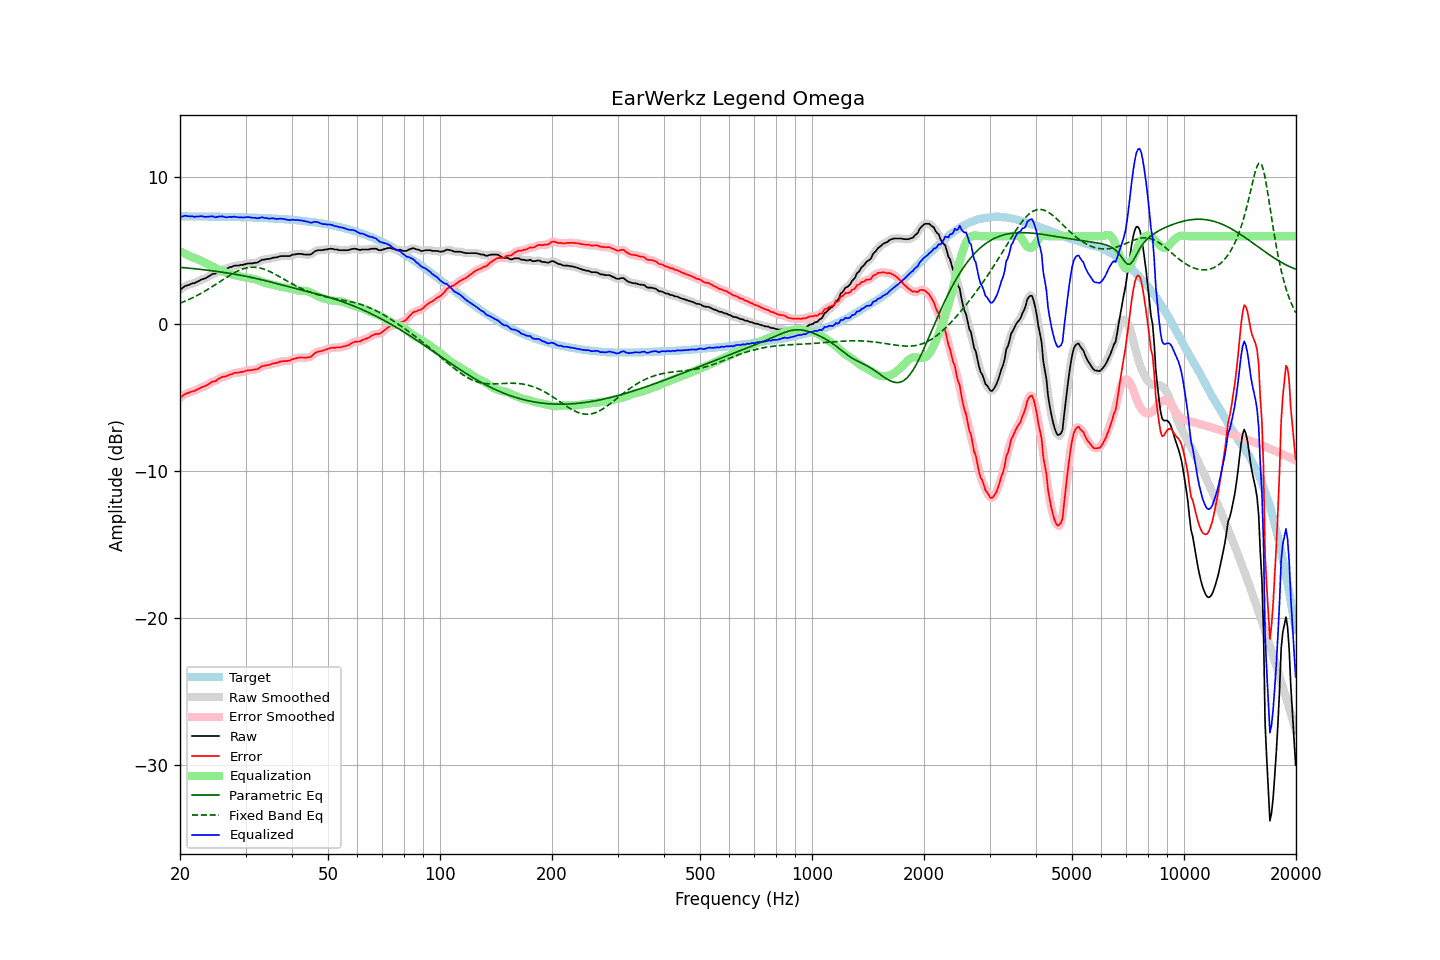 EarWerkz Legend Omega
Amplitude (dBr)
10
0
−10
−20
−30
Target
Raw Smoothed
Error Smoothed
Raw
Error
Equalization
Parametric Eq
Fixed Band Eq
Equalized
20 50 100 200 500 1000 2000 5000 10000 20000
Frequency (Hz)